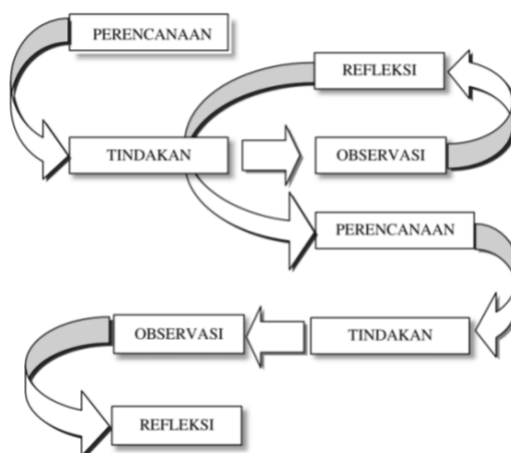 PERENCANAAN
REFLEKSI
TINDAKAN
OBSERVASI
PERENCANAAN
OBSERVASI
TINDAKAN
REFLEKSI